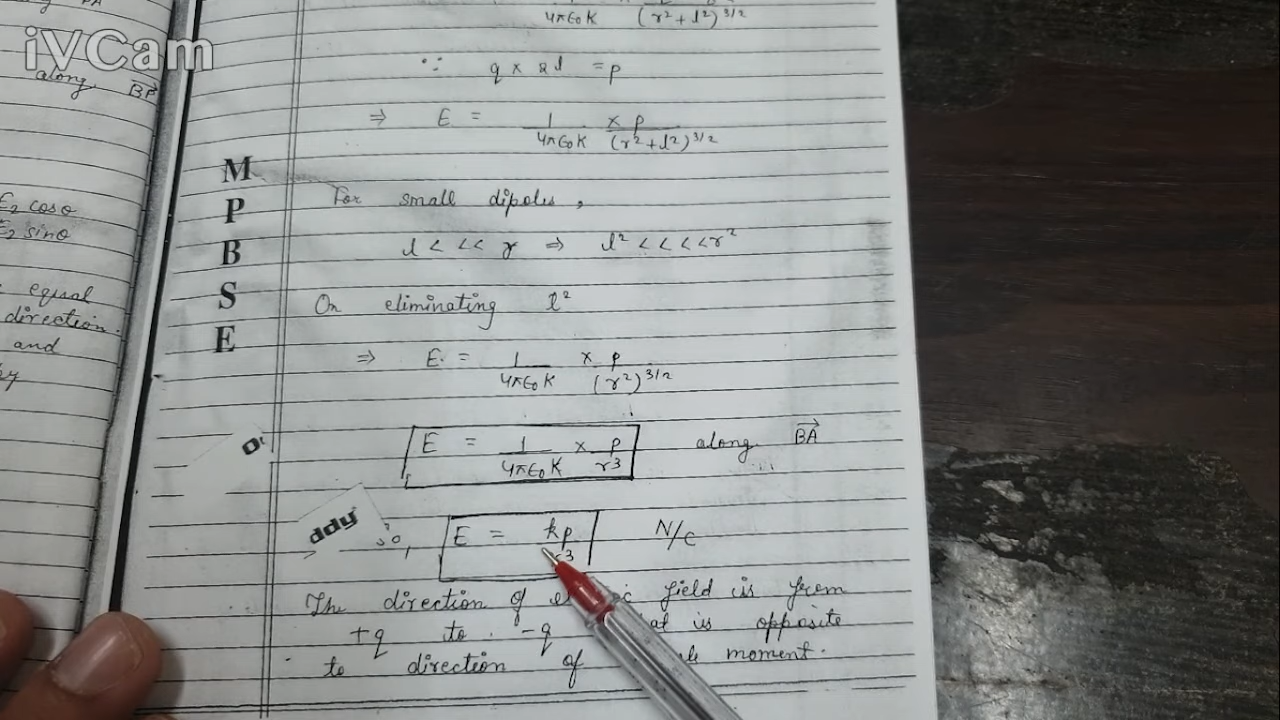 iVCam
along BP
E2 cosθ
E2 sinθ
equal
direction.
and
4πε0K (r²+l²)^3/2
∵ q × 2l = p
⇒ E = 1/4πε0K × p/(r²+l²)^3/2
M
P
B
S
E
For small dipoles,
l < << r ⇒ l² < < < < r²
On eliminating l²
⇒ E = 1/4πε0K × p/(r²)^3/2
E = 1/4πε0K × p/r3 along BA
ddy
So, E = kp/r3 N/C
The direction of field is from
+q to -q is opposite
to direction of moment.